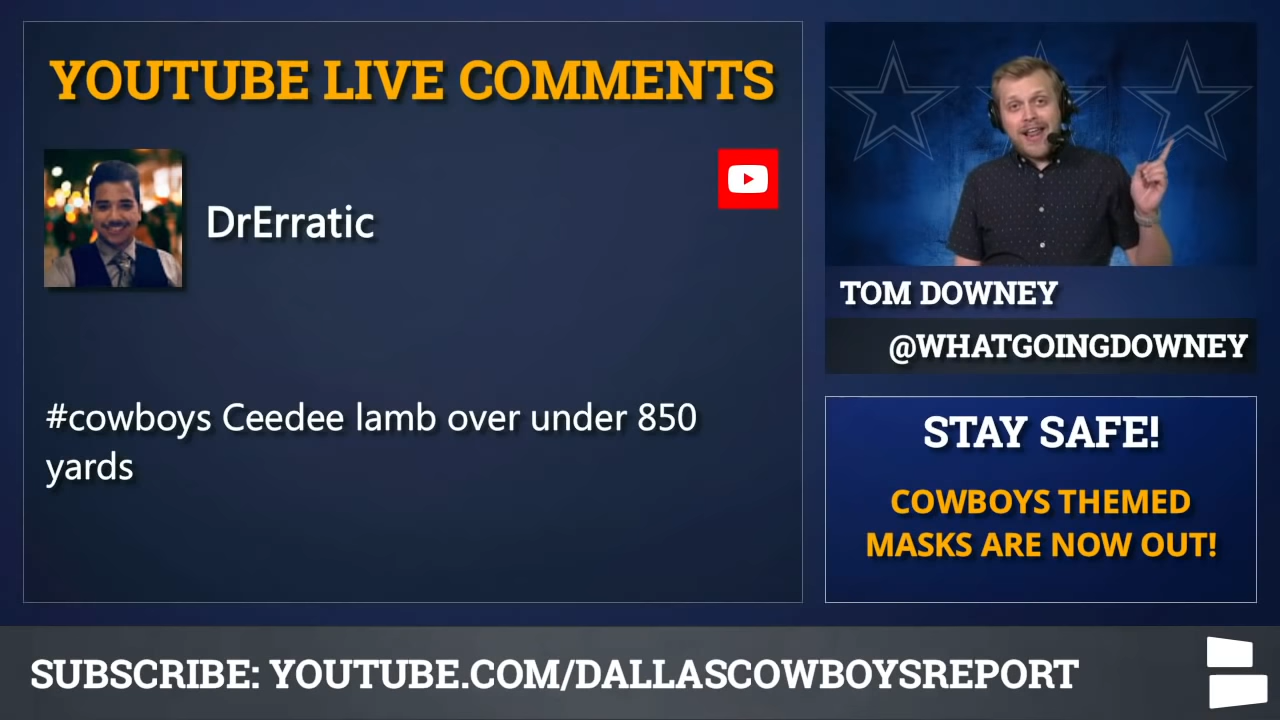 YOUTUBE LIVE COMMENTS
DrErratic
#cowboys Ceedee lamb over under 850
yards
TOM DOWNEY
@WHATGOINGDOWNEY
STAY SAFE!
COWBOYS THEMED
MASKS ARE NOW OUT!
SUBSCRIBE: YOUTUBE.COM/DALLASCOWBOYSREPORT